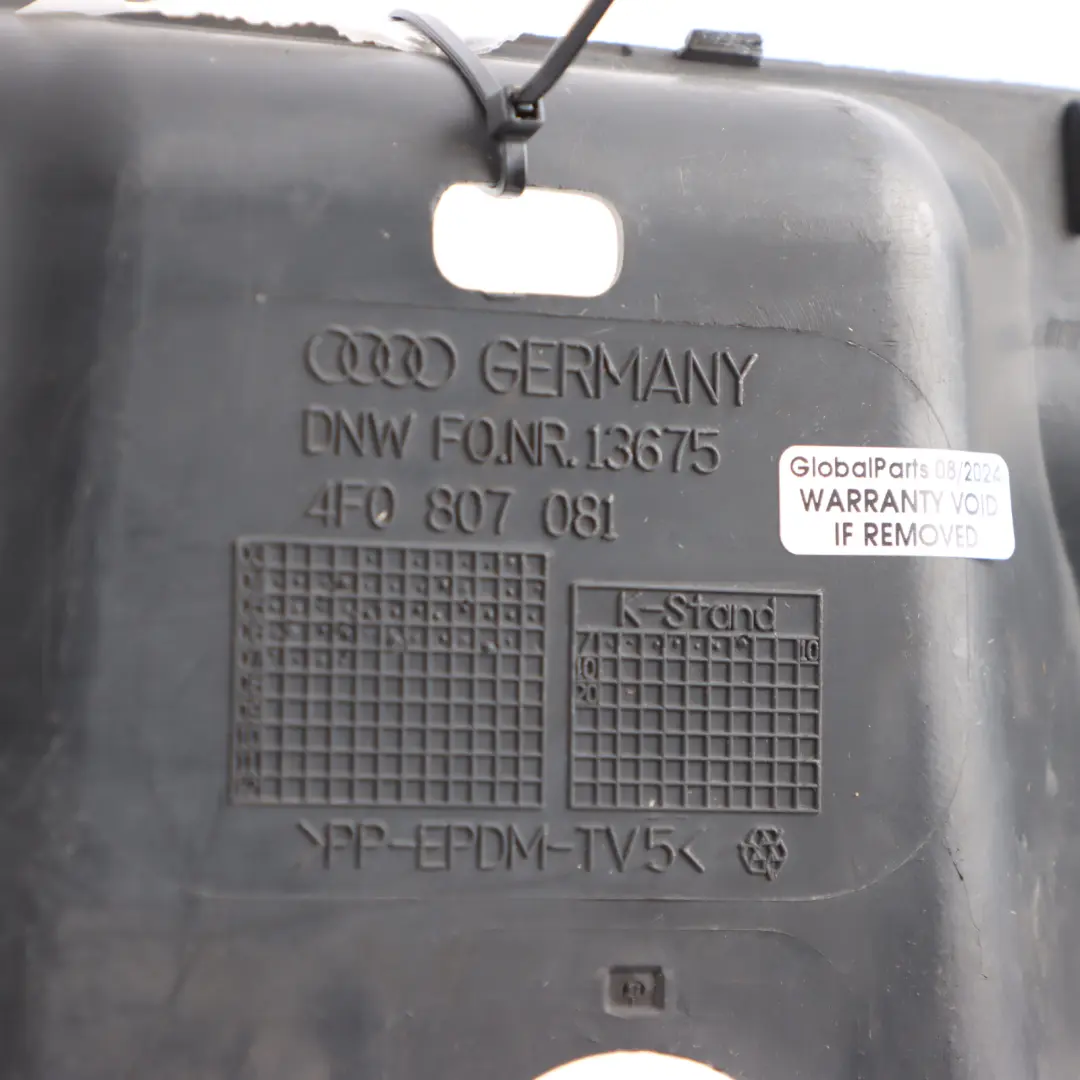 GERMANY
DNW FO.NR.13675
4F0 807 081
GlobalParts 08/2024
WARRANTY VOID
IF REMOVED
K-Stand
71 10
10
20
>PP-EPDM-TV5<